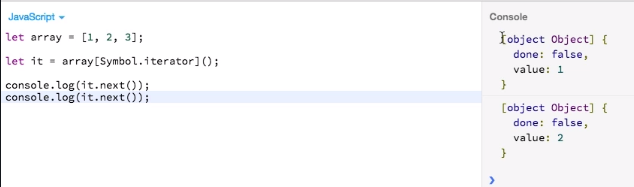 JavaScript
let array = [1, 2, 3];
let it = array[Symbol.iterator]();
console.log(it.next());
console.log(it.next());
Console
[object Object] {
done: false,
value: 1
}
[object Object] {
done: false,
value: 2
}